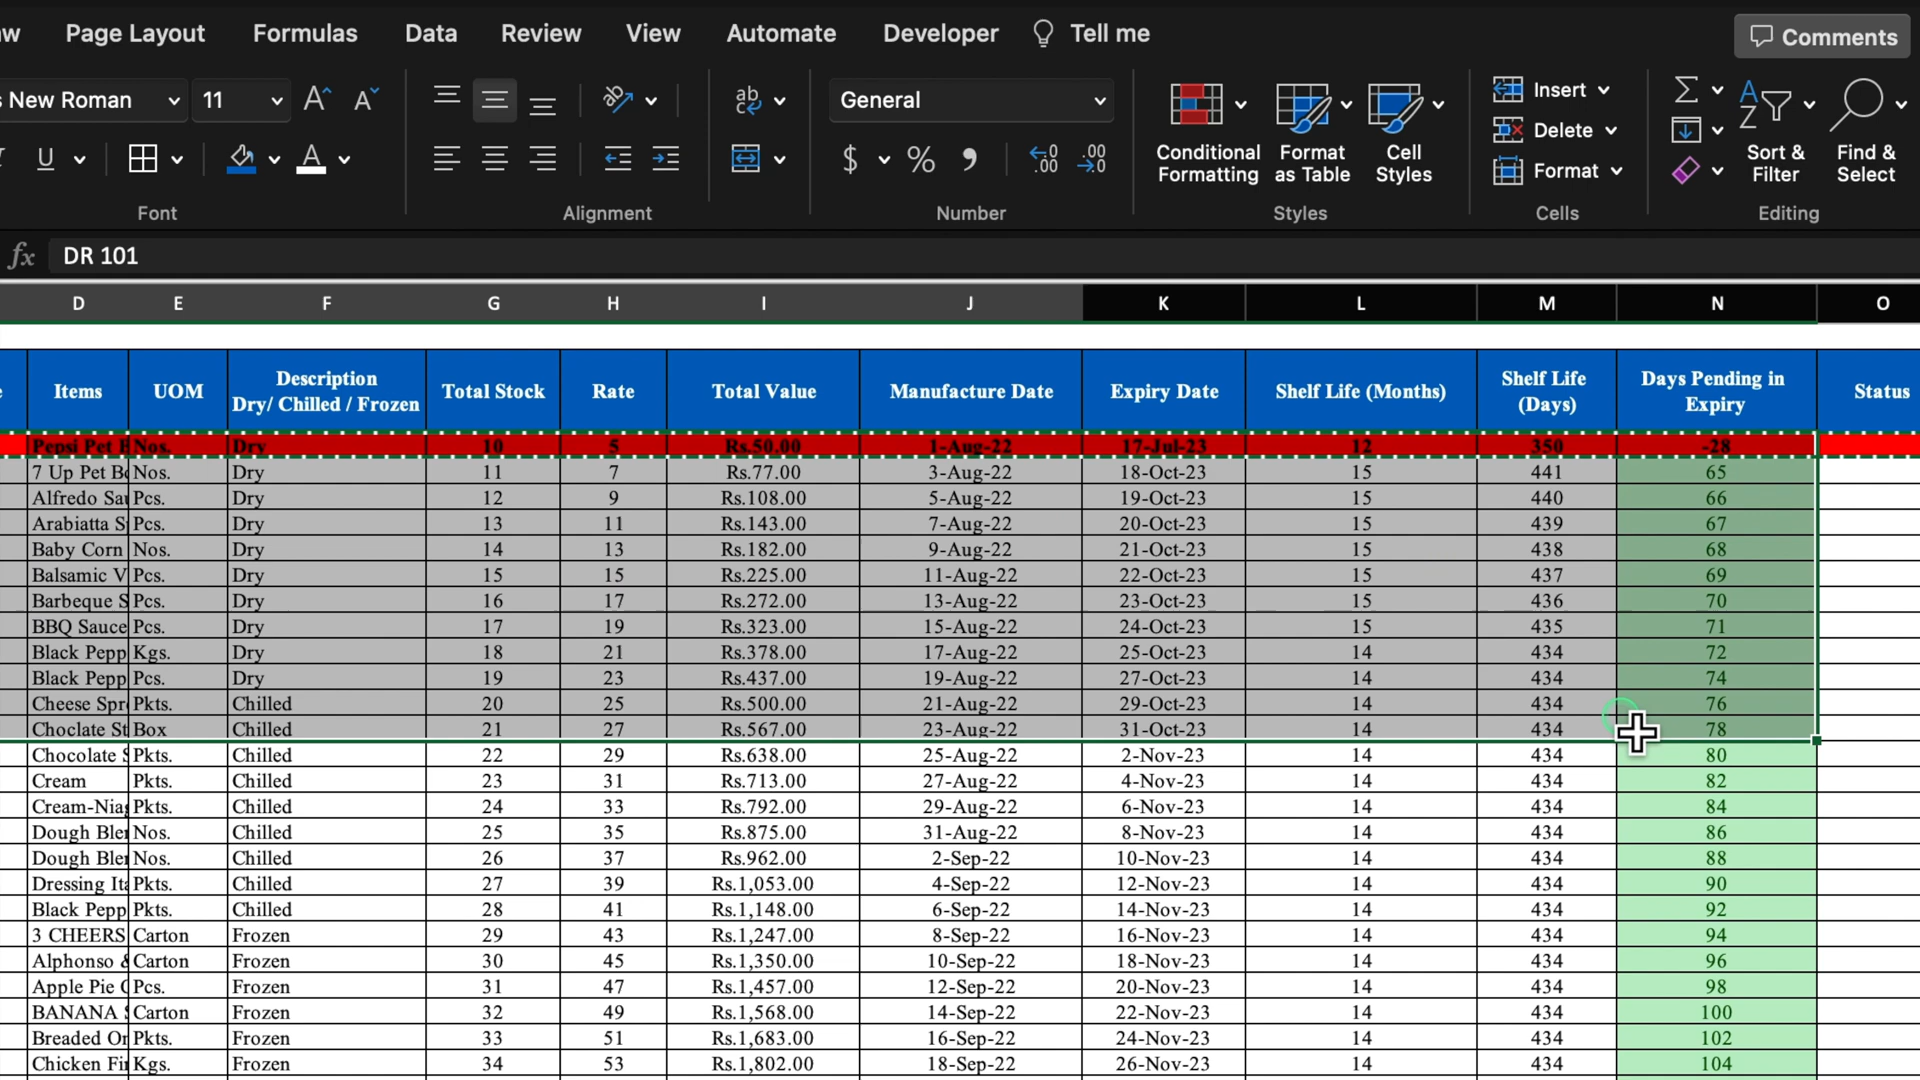 aw Page Layout Formulas Data Review View Automate Developer Tell me Comments
s New Roman 11 ab General Insert
$ % .00 .00 Conditional Formatting Format as Table Cell Styles Delete Format Sort & Filter Find & Select
Font Alignment Number Styles Cells Editing
fx DR 101
D E F G H I J K L M N O
Items UOM Description Dry/ Chilled / Frozen Total Stock Rate Total Value Manufacture Date Expiry Date Shelf Life (Months) Shelf Life (Days) Days Pending in Expiry Status
Pepsi Pet B Nos. Dry 10 5 Rs.50.00 1-Aug-22 17-Jul-23 12 350 -28
7 Up Pet Bo Nos. Dry 11 7 Rs.77.00 3-Aug-22 18-Oct-23 15 441 65
Alfredo Sau Pcs. Dry 12 9 Rs.108.00 5-Aug-22 19-Oct-23 15 440 66
Arabiatta S Pcs. Dry 13 11 Rs.143.00 7-Aug-22 20-Oct-23 15 439 67
Baby Corn Nos. Dry 14 13 Rs.182.00 9-Aug-22 21-Oct-23 15 438 68
Balsamic V Pcs. Dry 15 15 Rs.225.00 11-Aug-22 22-Oct-23 15 437 69
Barbeque S Pcs. Dry 16 17 Rs.272.00 13-Aug-22 23-Oct-23 15 436 70
BBQ Sauce Pcs. Dry 17 19 Rs.323.00 15-Aug-22 24-Oct-23 15 435 71
Black Pepp Kgs. Dry 18 21 Rs.378.00 17-Aug-22 25-Oct-23 14 434 72
Black Pepp Pcs. Dry 19 23 Rs.437.00 19-Aug-22 27-Oct-23 14 434 74
Cheese Spr Pkts. Chilled 20 25 Rs.500.00 21-Aug-22 29-Oct-23 14 434 76
Choclate St Box Chilled 21 27 Rs.567.00 23-Aug-22 31-Oct-23 14 434 78
Chocolate S Pkts. Chilled 22 29 Rs.638.00 25-Aug-22 2-Nov-23 14 434 80
Cream Pkts. Chilled 23 31 Rs.713.00 27-Aug-22 4-Nov-23 14 434 82
Cream-Niag Pkts. Chilled 24 33 Rs.792.00 29-Aug-22 6-Nov-23 14 434 84
Dough Blen Nos. Chilled 25 35 Rs.875.00 31-Aug-22 8-Nov-23 14 434 86
Dough Blen Nos. Chilled 26 37 Rs.962.00 2-Sep-22 10-Nov-23 14 434 88
Dressing Ita Pkts. Chilled 27 39 Rs.1,053.00 4-Sep-22 12-Nov-23 14 434 90
Black Pepp Pkts. Chilled 28 41 Rs.1,148.00 6-Sep-22 14-Nov-23 14 434 92
3 CHEERS Carton Frozen 29 43 Rs.1,247.00 8-Sep-22 16-Nov-23 14 434 94
Alphonso & Carton Frozen 30 45 Rs.1,350.00 10-Sep-22 18-Nov-23 14 434 96
Apple Pie C Pcs. Frozen 31 47 Rs.1,457.00 12-Sep-22 20-Nov-23 14 434 98
BANANA S Carton Frozen 32 49 Rs.1,568.00 14-Sep-22 22-Nov-23 14 434 100
Breaded On Pkts. Frozen 33 51 Rs.1,683.00 16-Sep-22 24-Nov-23 14 434 102
Chicken Fin Kgs. Frozen 34 53 Rs.1,802.00 18-Sep-22 26-Nov-23 14 434 104